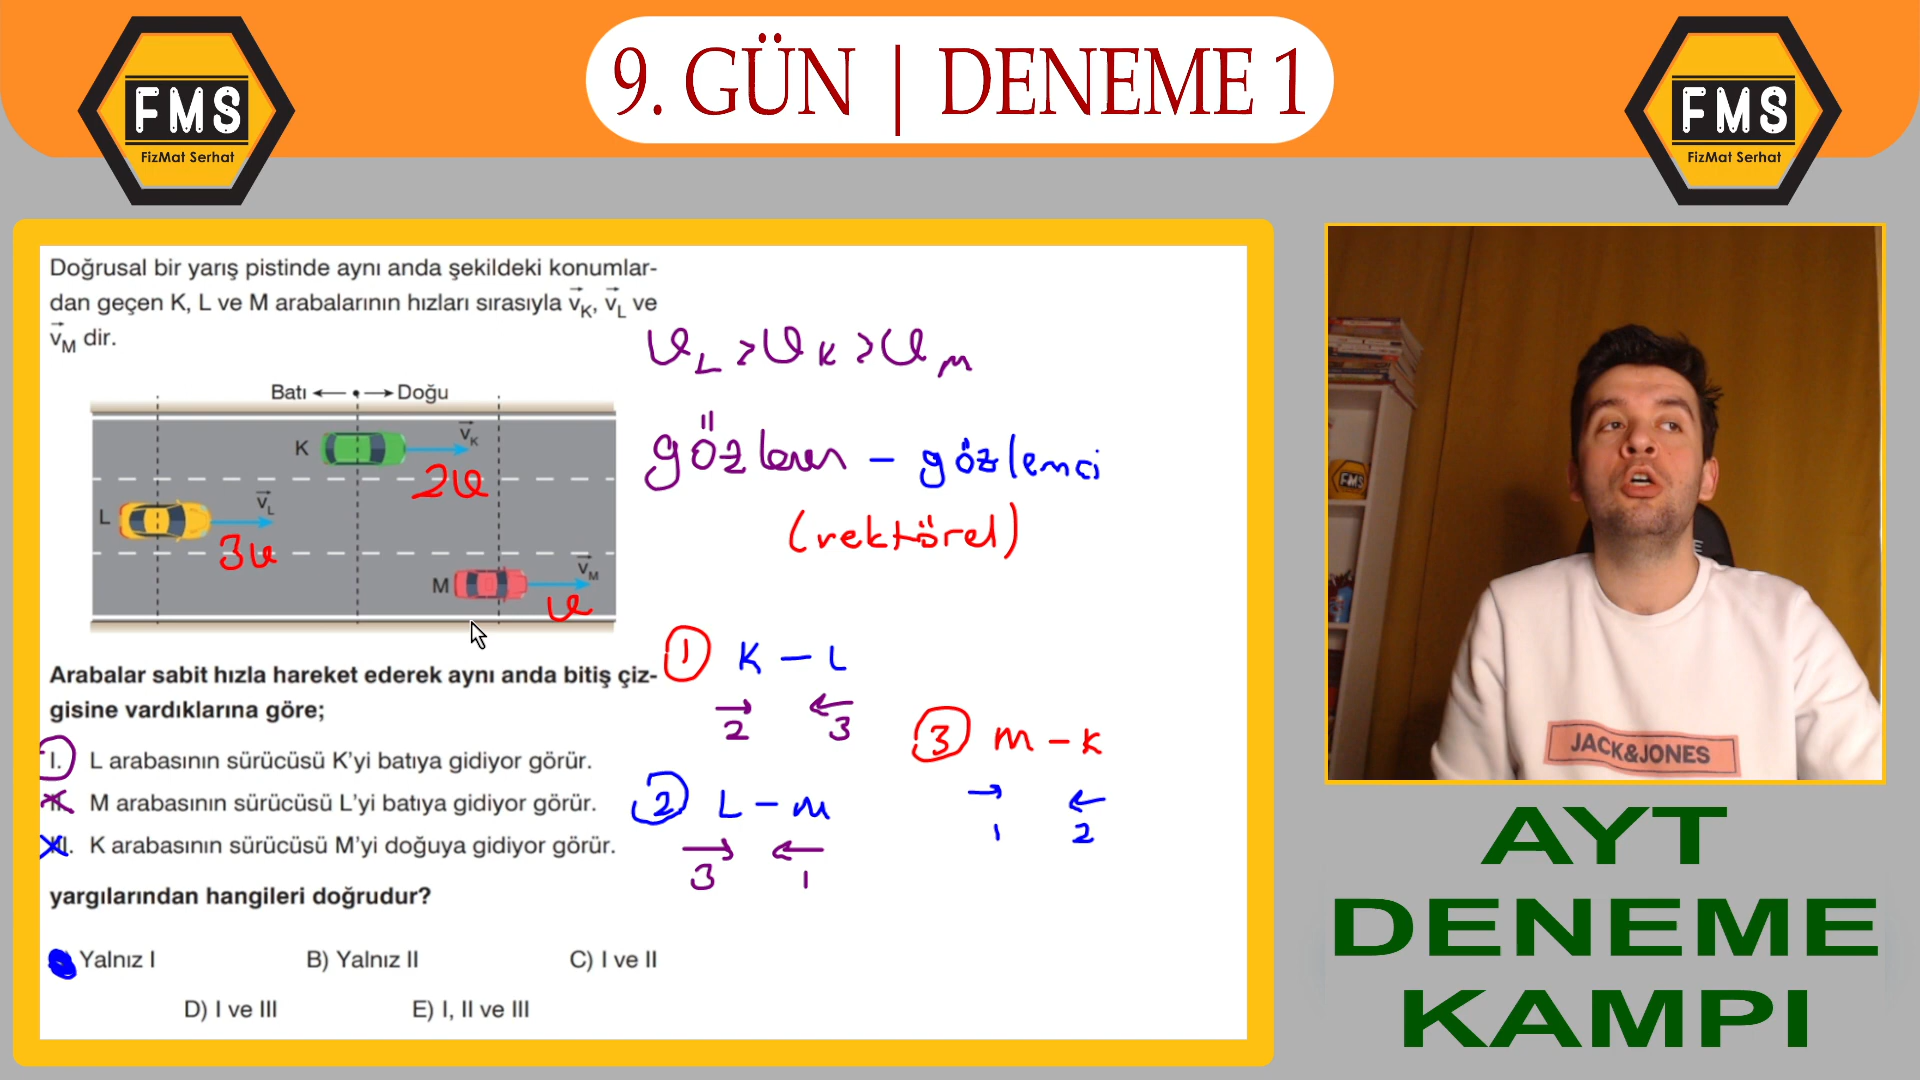 9. GÜN | DENEME 1
FMS
FizMat Serhat
FMS
FizMat Serhat
Doğrusal bir yarış pistinde aynı anda şekildeki konumlar-
dan geçen K, L ve M arabalarının hızları sırasıyla v⃗K, v⃗L ve
v⃗M dir.
Batı ← • → Doğu
K
v⃗K
2v
L
v⃗L
3v
M
v⃗M
v
Arabalar sabit hızla hareket ederek aynı anda bitiş çiz-
gisine vardıklarına göre;
I. L arabasının sürücüsü K'yi batıya gidiyor görür.
II. M arabasının sürücüsü L'yi batıya gidiyor görür.
III. K arabasının sürücüsü M'yi doğuya gidiyor görür.
yargılarından hangileri doğrudur?
Yalnız I
B) Yalnız II
C) I ve II
D) I ve III
E) I, II ve III
vL > vK > vM
gözlenen – gözlemci
(vektörel)
1 K – L
→ ←
2 3
2 L – M
→ ←
3 1
3 M – K
→ ←
1 2
FMS
JACK&JONES
AYT
DENEME
KAMPI